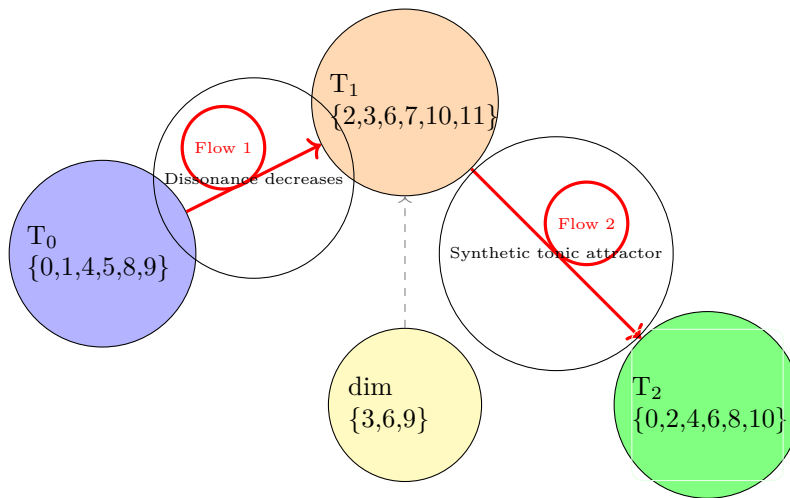 T₁
{2,3,6,7,10,11}
Flow 1
Dissonance decreases
T₀
{0,1,4,5,8,9}
Flow 2
Synthetic tonic attractor
dim
{3,6,9}
T₂
{0,2,4,6,8,10}